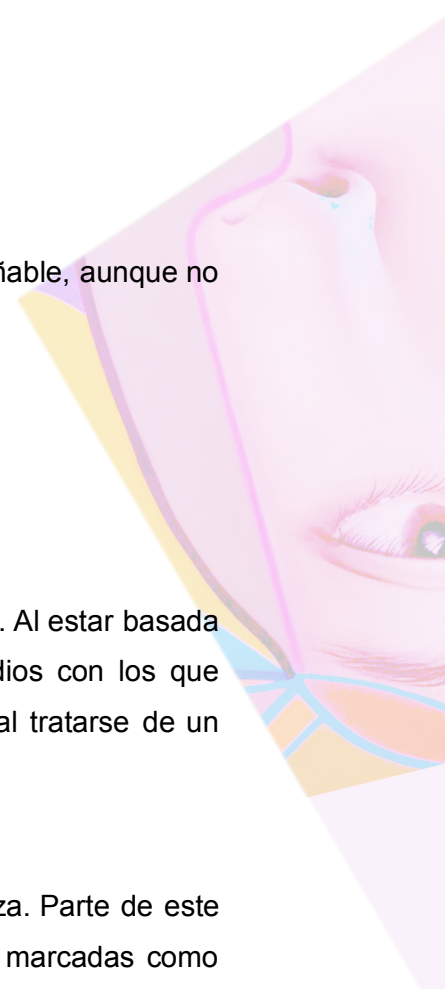 ñable, aunque no
. Al estar basada
dios con los que
al tratarse de un
za. Parte de este
marcadas como